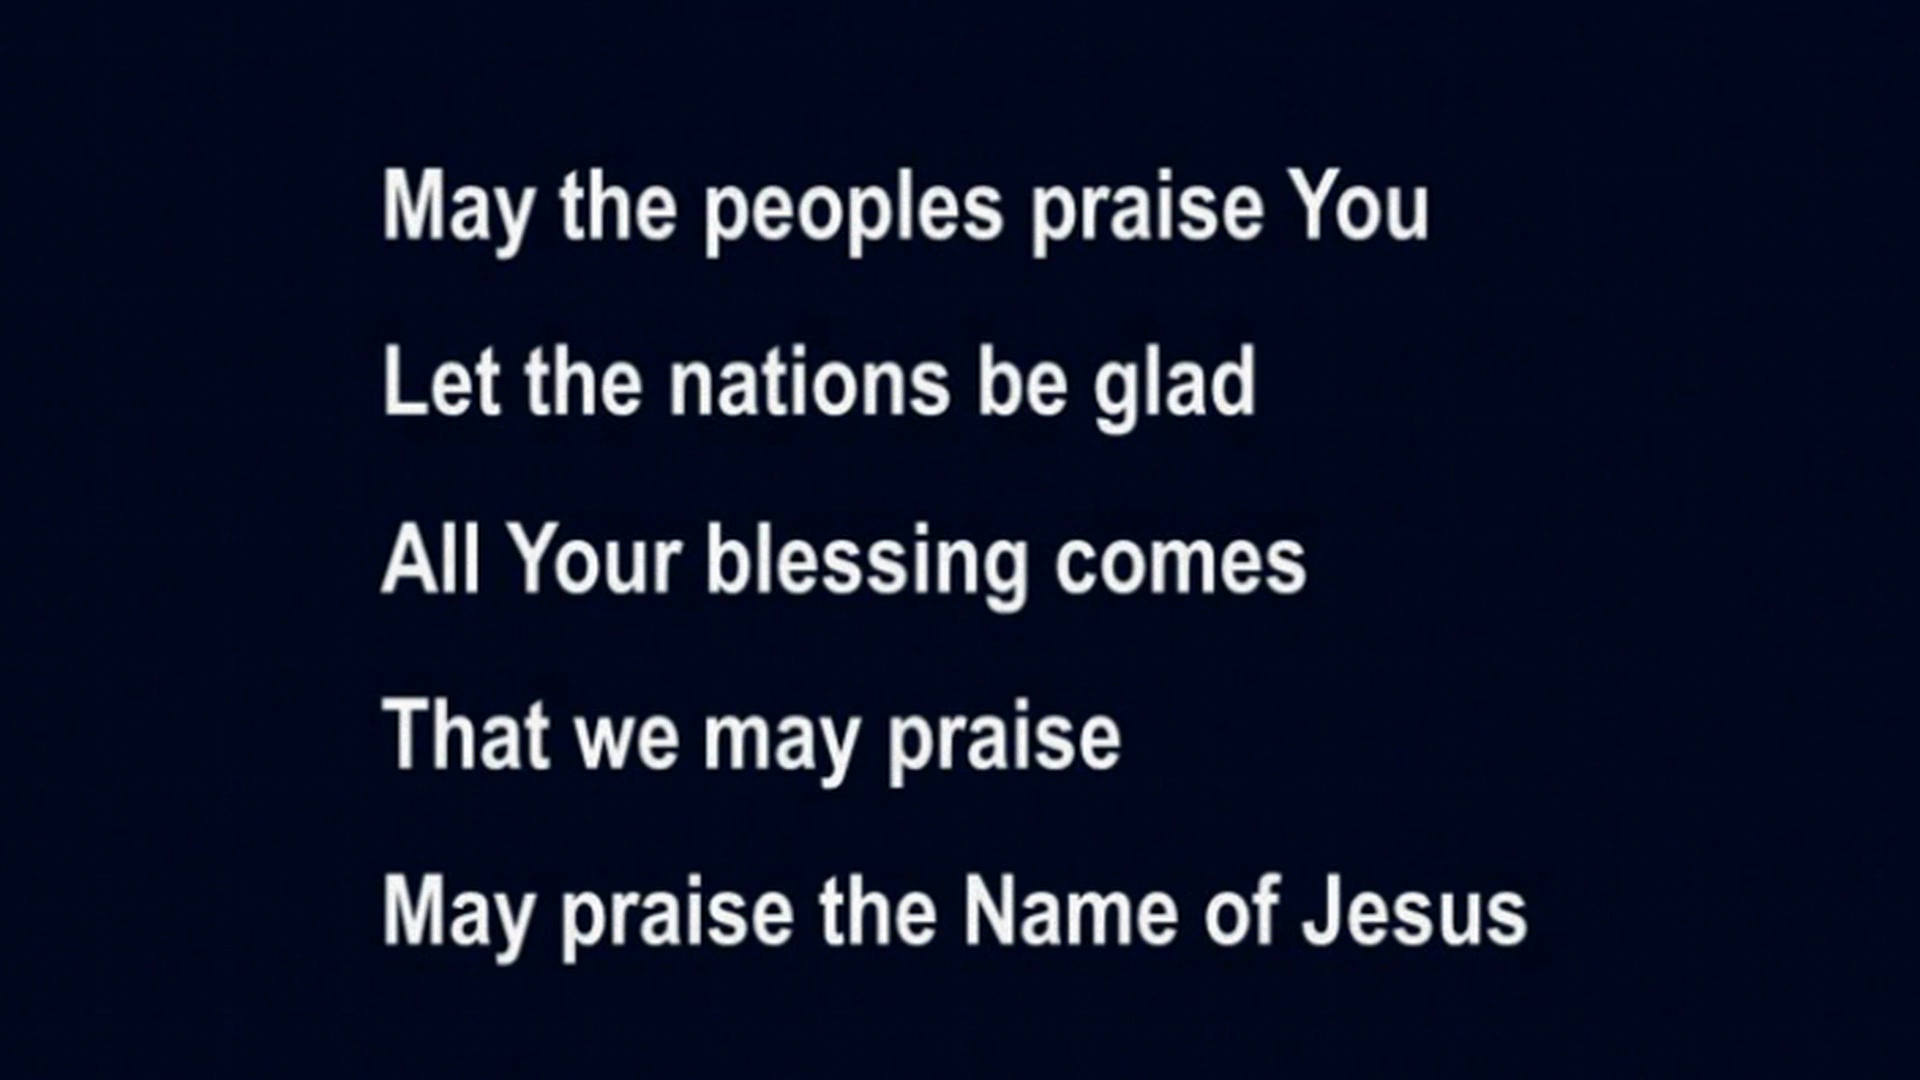 May the peoples praise You
Let the nations be glad
All Your blessing comes
That we may praise
May praise the Name of Jesus